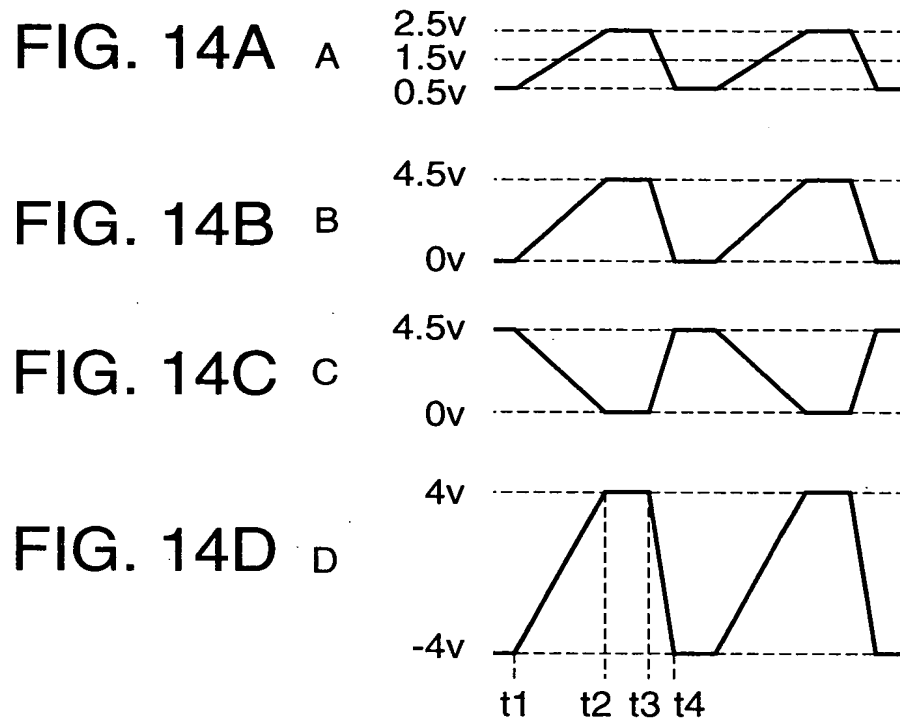 FIG. 14A A
2.5v
1.5v
0.5v
FIG. 14B B
4.5v
0v
FIG. 14C C
4.5v
0v
FIG. 14D D
4v
-4v
t1 t2 t3 t4